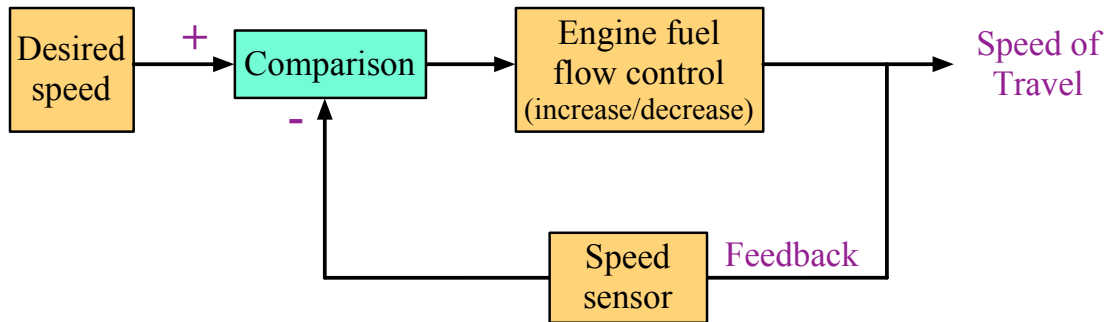 Desired
speed
+
Comparison
-
Engine fuel
flow control
(increase/decrease)
Speed of
Travel
Speed
sensor
Feedback